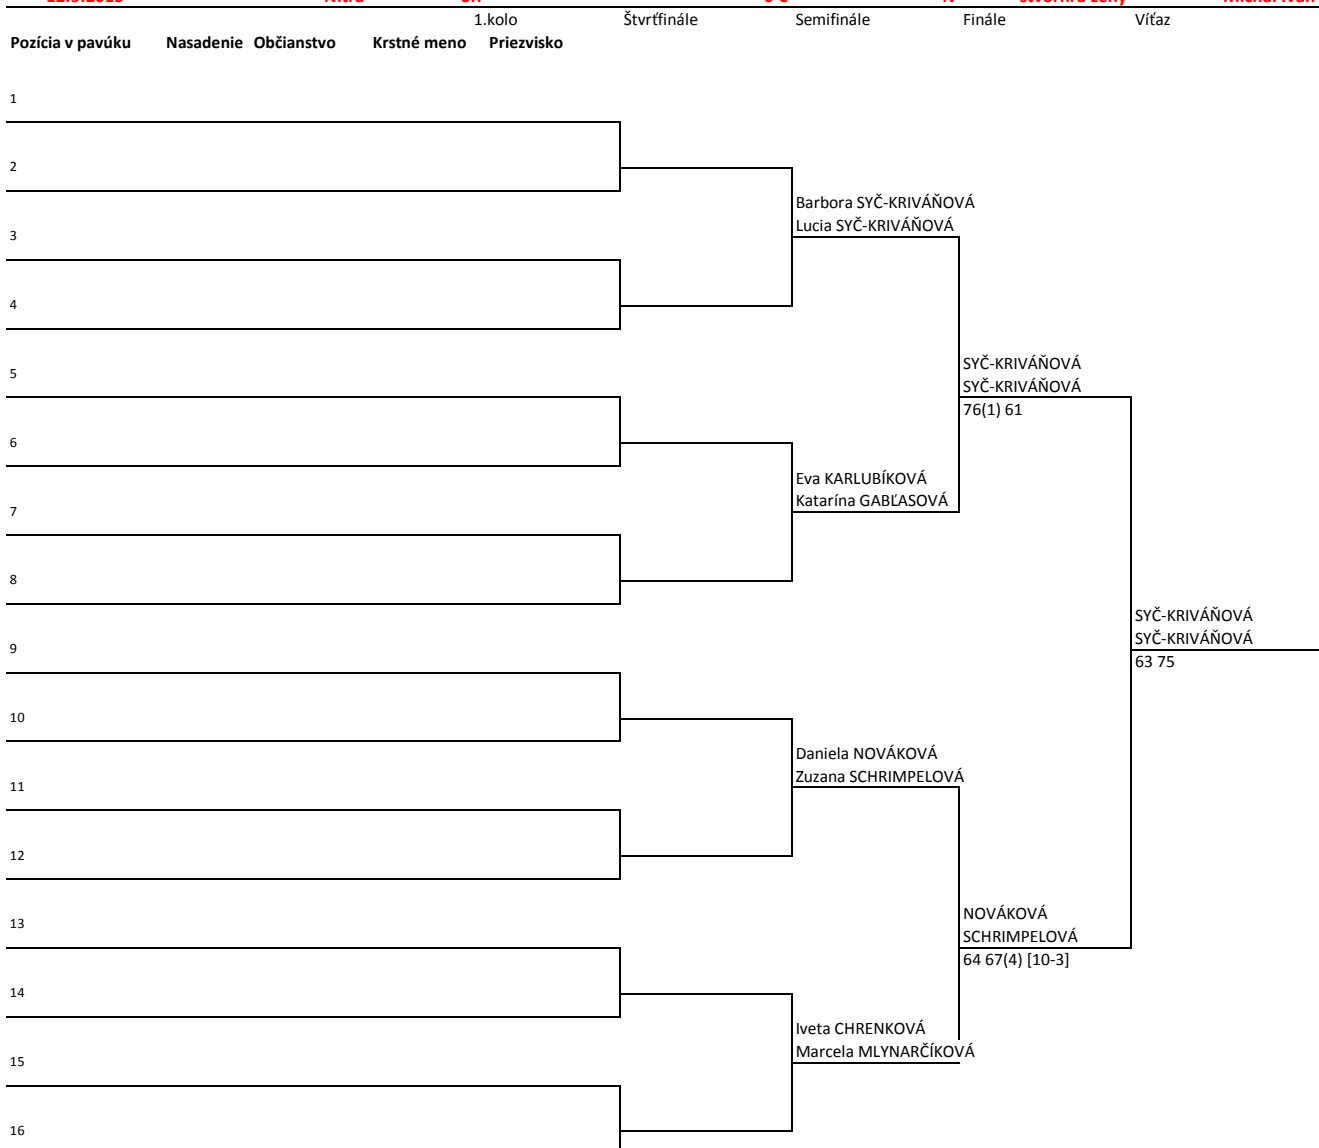 1.kolo Štvrťfinále Semifinále Finále Víťaz
Pozícia v pavúku Nasadenie Občianstvo Krstné meno Priezvisko
1
2
Barbora SYČ-KRIVÁŇOVÁ
Lucia SYČ-KRIVÁŇOVÁ
3
4
SYČ-KRIVÁŇOVÁ
5
SYČ-KRIVÁŇOVÁ
76(1) 61
6
Eva KARLUBÍKOVÁ
Katarína GABĽASOVÁ
7
8
SYČ-KRIVÁŇOVÁ
SYČ-KRIVÁŇOVÁ
9
63 75
10
Daniela NOVÁKOVÁ
Zuzana SCHRIMPELOVÁ
11
12
NOVÁKOVÁ
13
SCHRIMPELOVÁ
64 67(4) [10-3]
14
Iveta CHRENKOVÁ
Marcela MLYNARČÍKOVÁ
15
16